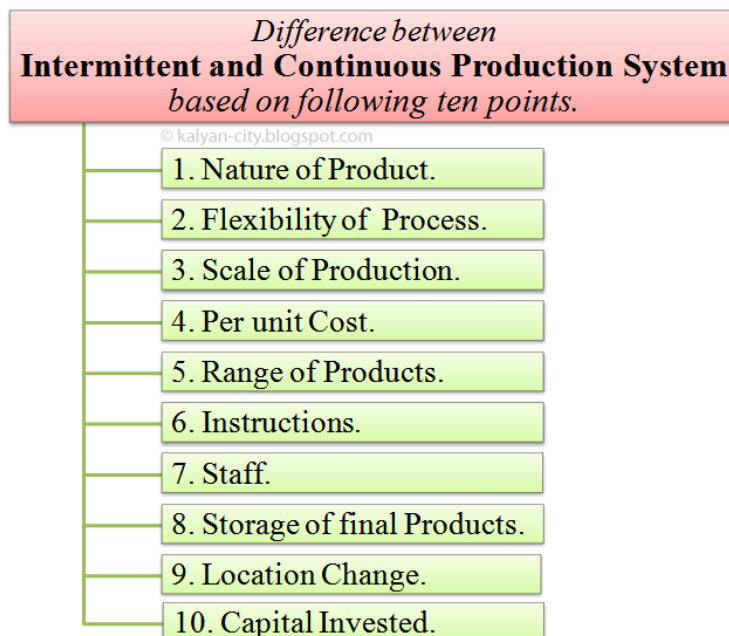 Difference between
Intermittent and Continuous Production System
based on following ten points.
© kalyan-city.blogspot.com
1. Nature of Product.
2. Flexibility of Process.
3. Scale of Production.
4. Per unit Cost.
5. Range of Products.
6. Instructions.
7. Staff.
8. Storage of final Products.
9. Location Change.
10. Capital Invested.